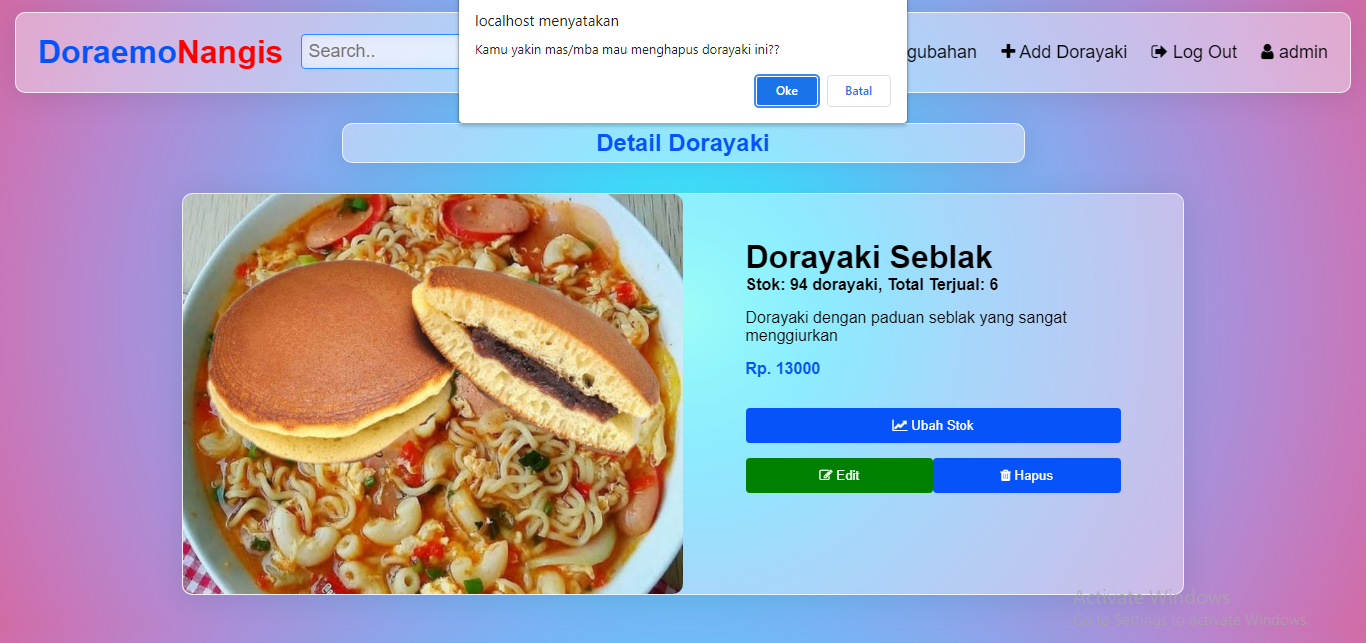 localhost menyatakan
Kamu yakin mas/mba mau menghapus dorayaki ini??
Oke Batal
DoraemoNangis Search.. gubahan Add Dorayaki Log Out admin
Detail Dorayaki
Dorayaki Seblak
Stok: 94 dorayaki, Total Terjual: 6
Dorayaki dengan paduan seblak yang sangat
menggiurkan
Rp. 13000
Ubah Stok
Edit Hapus
Activate Windows
Go to Settings to activate Windows.